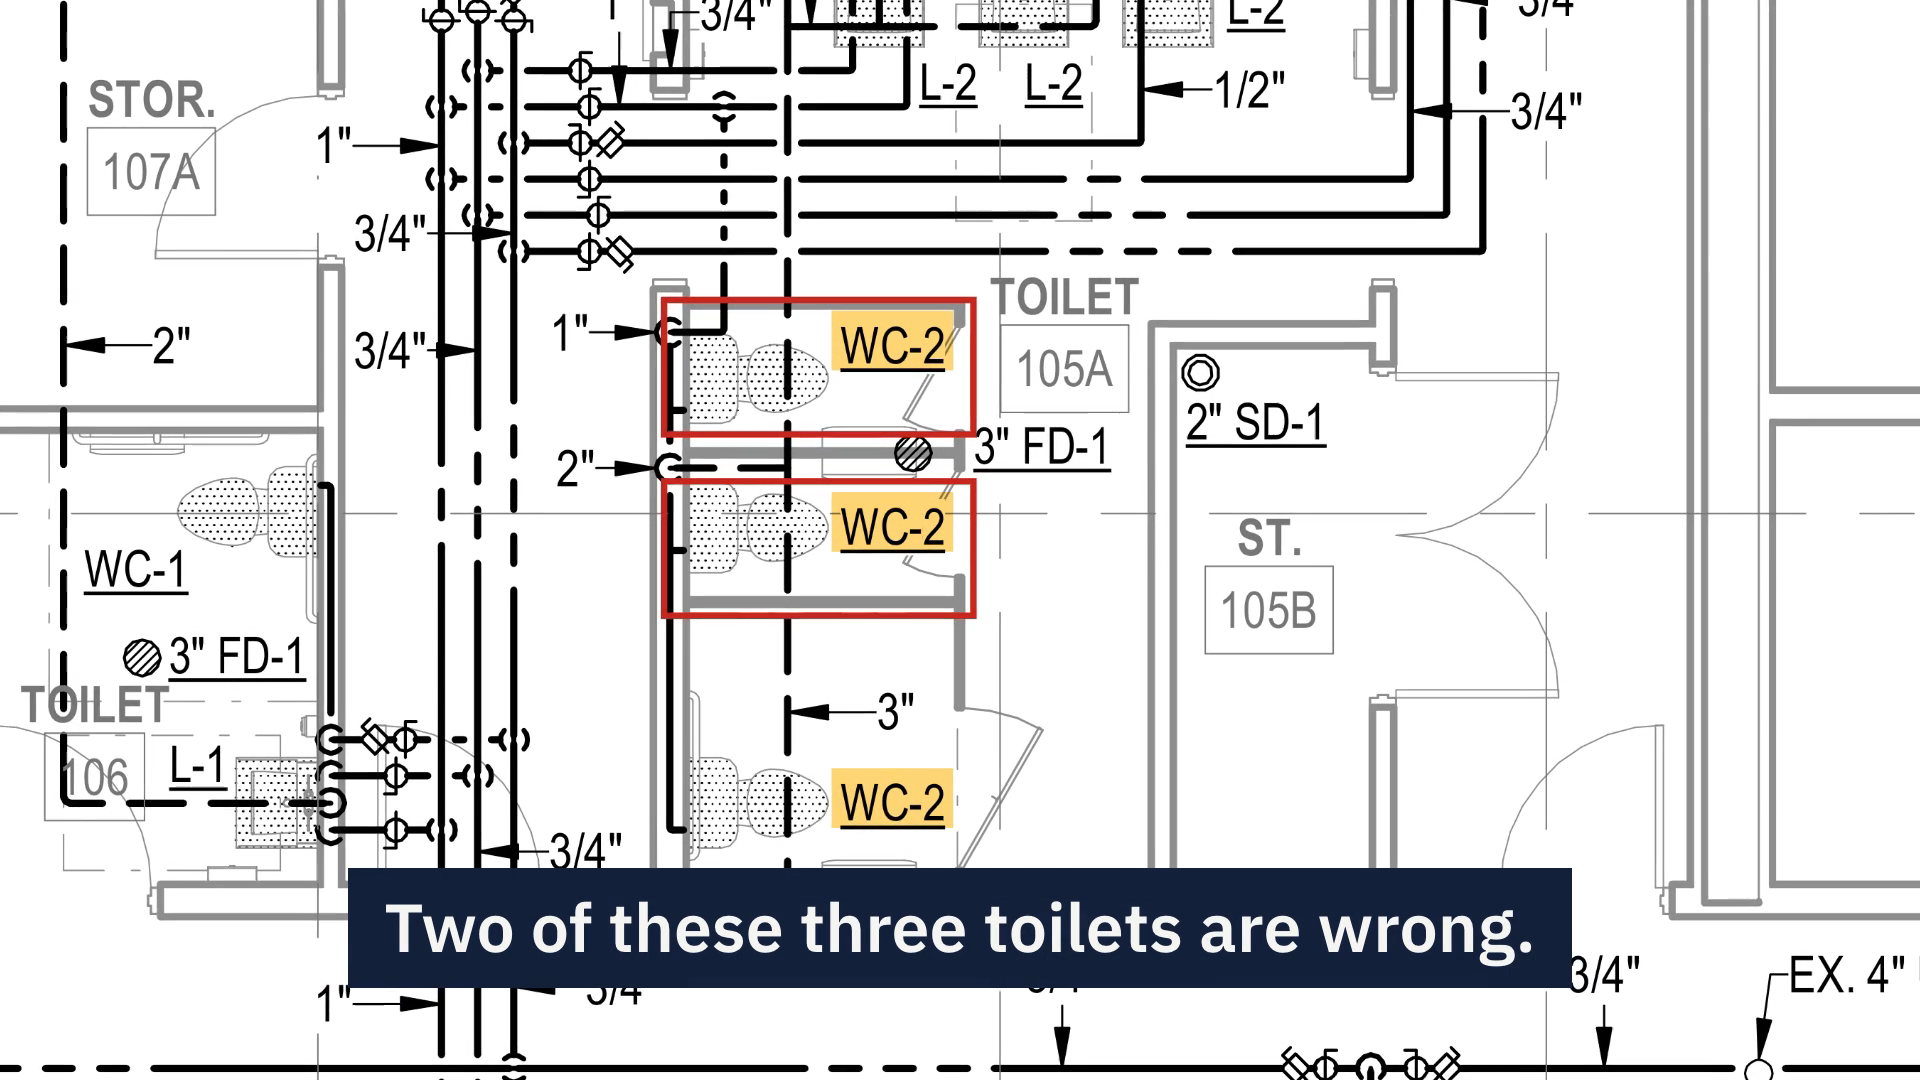 3/4"
L-2
3/4"
STOR.
107A
1"
L-2
L-2
1/2"
3/4"
3/4"
2"
3/4"
1"
WC-2
TOILET
105A
2" SD-1
3" FD-1
2"
WC-2
WC-1
ST.
105B
3" FD-1
TOILET
106
L-1
3"
WC-2
3/4"
Two of these three toilets are wrong.
1"
3/4"
3/4"
EX. 4"